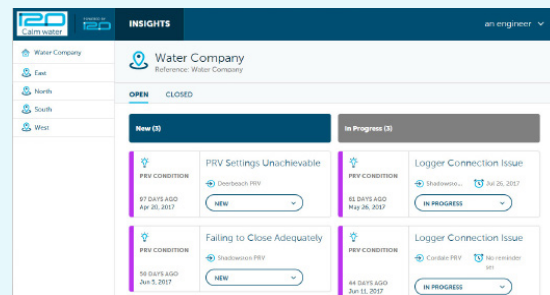 i2O
Calm water
POWERED BY
i2O
INSIGHTS
an engineer
Water Company
East
North
South
West
Water Company
Reference: Water Company
OPEN CLOSED
New (3)
PRV CONDITION
97 DAYS AGO
Apr 20, 2017
PRV Settings Unachievable
Deerbeach PRV
NEW
PRV CONDITION
50 DAYS AGO
Jun 5, 2017
Failing to Close Adequately
Shadowsron PRV
NEW
In Progress (3)
PRV CONDITION
61 DAYS AGO
May 26, 2017
Logger Connection Issue
Shadowsro... Jul 26, 2017
IN PROGRESS
PRV CONDITION
44 DAYS AGO
Jun 11, 2017
Logger Connection Issue
Cordale PRV No reminder
set
IN PROGRESS